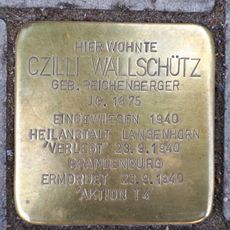 HIER WOHNTE
CZILLI WALLSCHÜTZ
GEB. REICHENBERGER
JG. 1875
EINGEWIESEN 1940
HEILANSTALT LANGENHORN
"VERLEGT" 23.9.1940
BRANDENBURG
ERMORDET 23.9.1940
"AKTION T4"